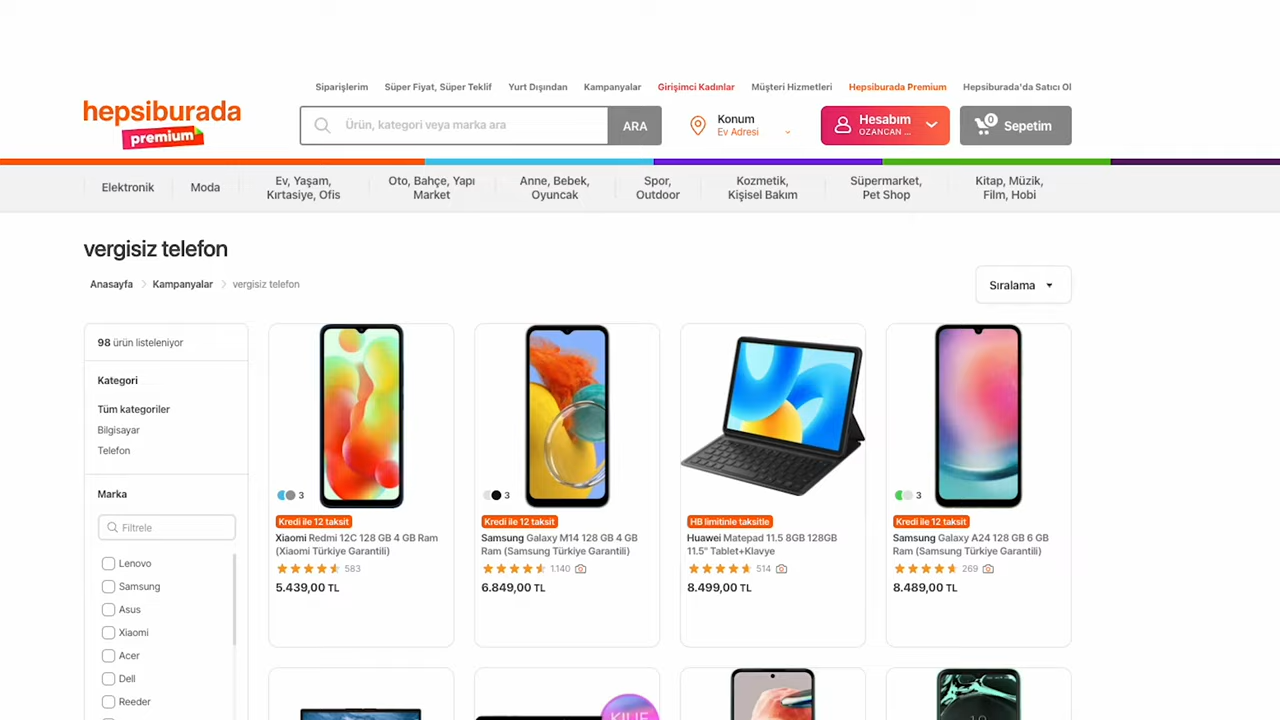 Siparişlerim Süper Fiyat, Süper Teklif Yurt Dışından Kampanyalar Girişimci Kadınlar Müşteri Hizmetleri Hepsiburada Premium Hepsiburada'da Satıcı Ol
hepsiburada
premium
Ürün, kategori veya marka ara
ARA
Konum
Ev Adresi
Hesabım
OZANCAN ...
0
Sepetim
Elektronik
Moda
Ev, Yaşam,
Kırtasiye, Ofis
Oto, Bahçe, Yapı
Market
Anne, Bebek,
Oyuncak
Spor,
Outdoor
Kozmetik,
Kişisel Bakım
Süpermarket,
Pet Shop
Kitap, Müzik,
Film, Hobi
vergisiz telefon
Anasayfa Kampanyalar vergisiz telefon
Sıralama
98 ürün listeleniyor
Kategori
Tüm kategoriler
Bilgisayar
Telefon
Marka
Filtrele
Lenovo
Samsung
Asus
Xiaomi
Acer
Dell
Reeder
3
Kredi ile 12 taksit
Xiaomi Redmi 12C 128 GB 4 GB Ram
(Xiaomi Türkiye Garantili)
583
5.439,00 TL
3
Kredi ile 12 taksit
Samsung Galaxy M14 128 GB 4 GB
Ram (Samsung Türkiye Garantili)
1.140
6.849,00 TL
HB limitinle taksitle
Huawei Matepad 11.5 8GB 128GB
11.5" Tablet+Klavye
514
8.499,00 TL
3
Kredi ile 12 taksit
Samsung Galaxy A24 128 GB 6 GB
Ram (Samsung Türkiye Garantili)
269
8.489,00 TL